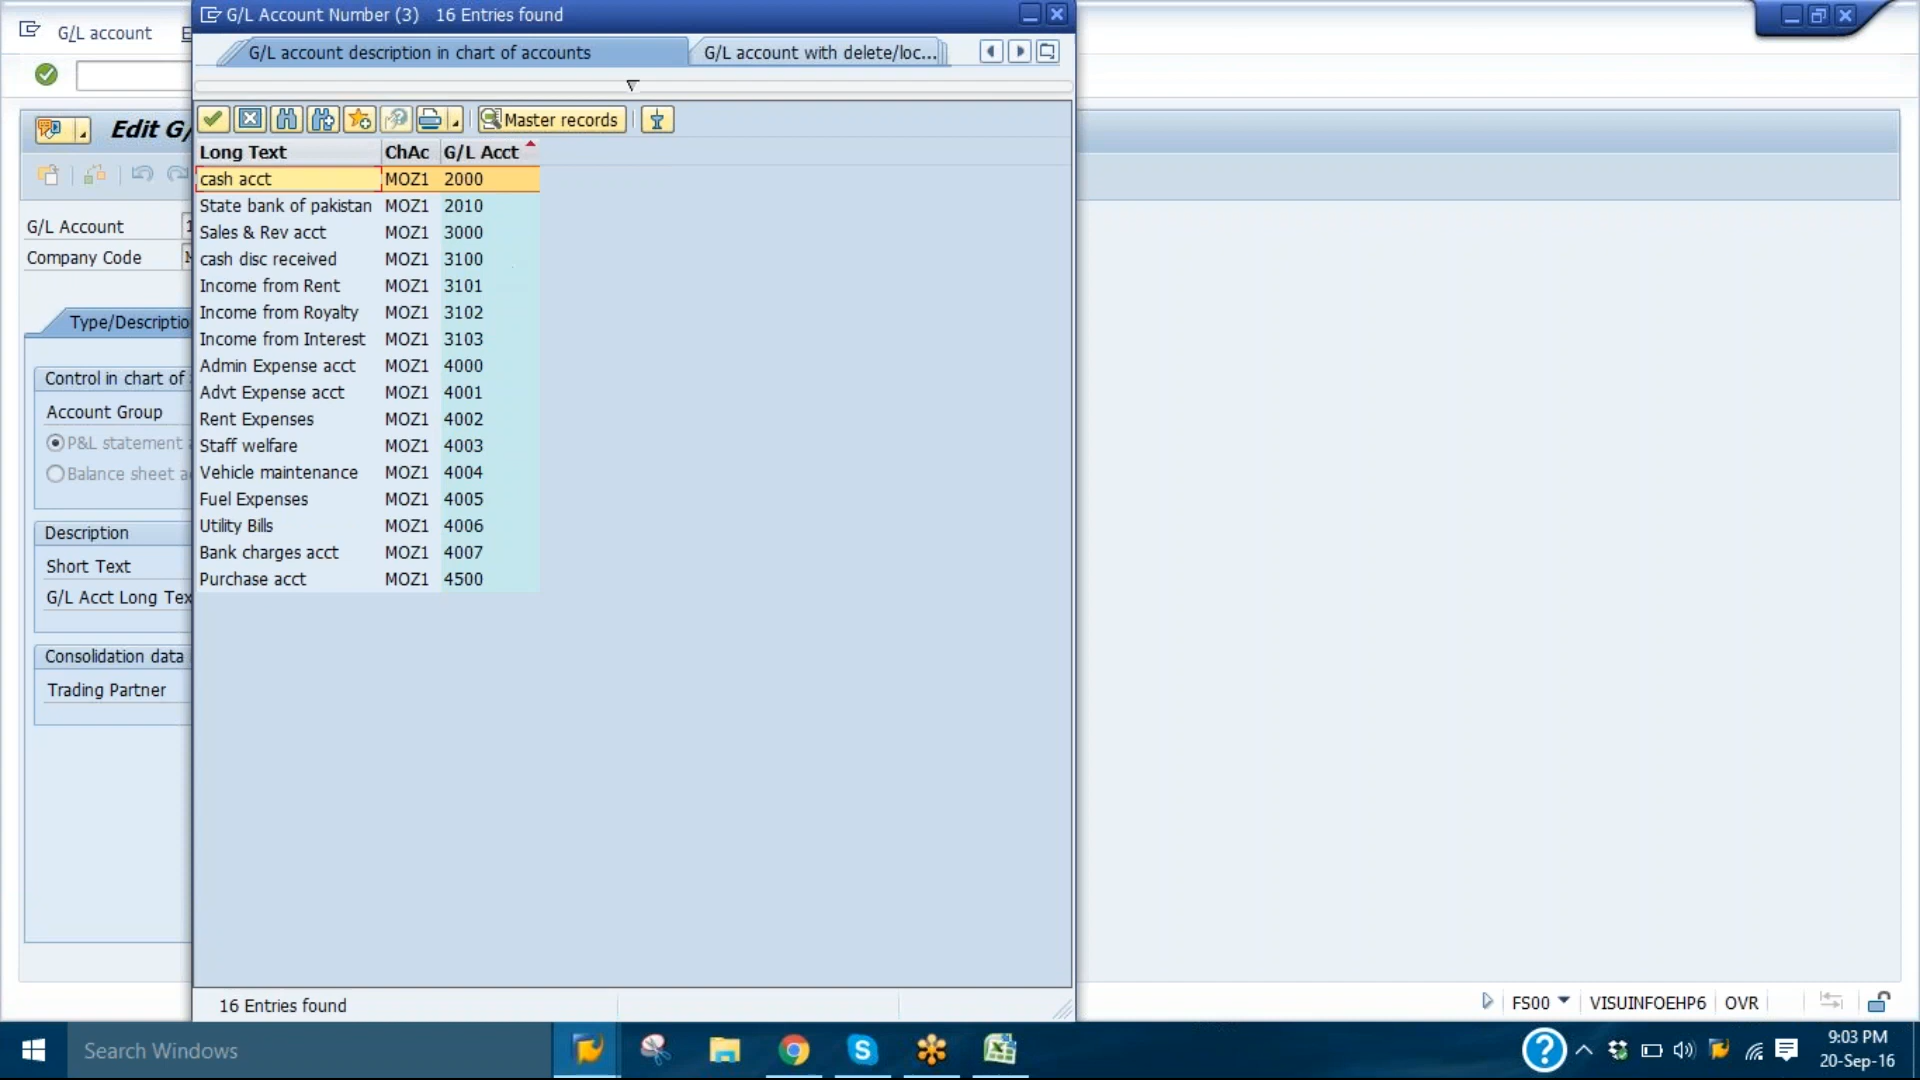 G/L Account Number (3) 16 Entries found
G/L account
G/L account description in chart of accounts
G/L account with delete/loc...
Edit G/
Master records
Long Text ChAc G/L Acct
cash acct MOZ1 2000
State bank of pakistan MOZ1 2010
Sales & Rev acct MOZ1 3000
cash disc received MOZ1 3100
Income from Rent MOZ1 3101
Income from Royalty MOZ1 3102
Income from Interest MOZ1 3103
Admin Expense acct MOZ1 4000
Advt Expense acct MOZ1 4001
Rent Expenses MOZ1 4002
Staff welfare MOZ1 4003
Vehicle maintenance MOZ1 4004
Fuel Expenses MOZ1 4005
Utility Bills MOZ1 4006
Bank charges acct MOZ1 4007
Purchase acct MOZ1 4500
G/L Account
Company Code
Type/Descriptio
Control in chart of
Account Group
P&L statement
Balance sheet a
Description
Short Text
G/L Acct Long Tex
Consolidation data
Trading Partner
16 Entries found
FS00 VISUINFOEHP6 OVR
Search Windows
9:03 PM
20-Sep-16